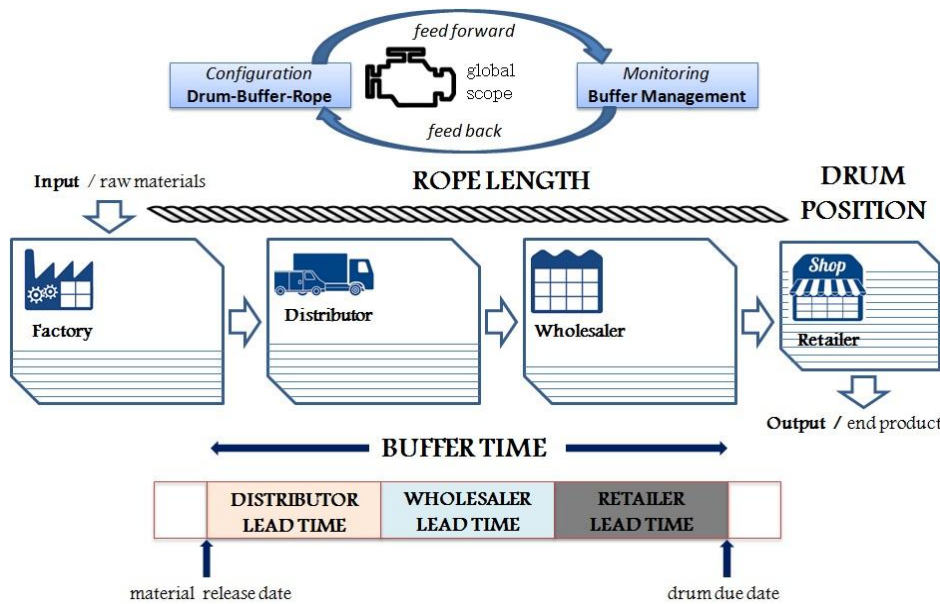 feed forward
Configuration
Drum-Buffer-Rope
global
scope
Monitoring
Buffer Management
feed back
Input / raw materials
ROPE LENGTH
DRUM
POSITION
Factory
Distributor
Wholesaler
Shop
Retailer
Output / end product
BUFFER TIME
DISTRIBUTOR
LEAD TIME
WHOLESALER
LEAD TIME
RETAILER
LEAD TIME
material release date
drum due date